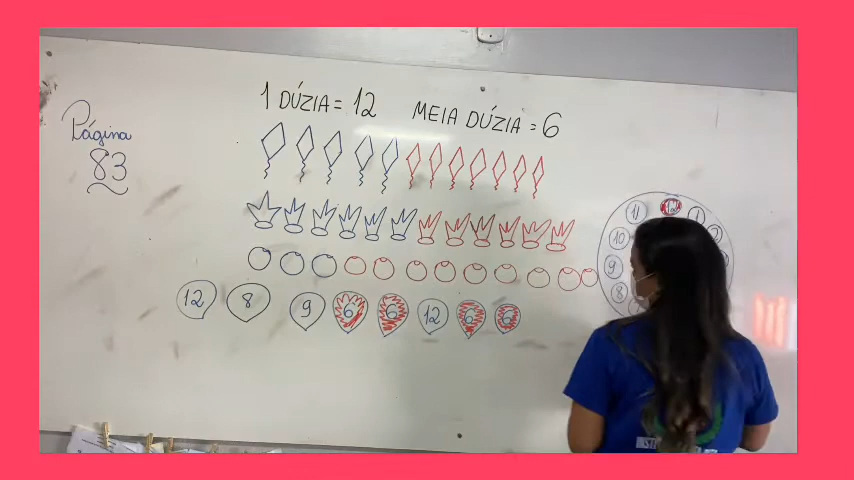 1 DÚZIA = 12 MEIA DÚZIA = 6
Página
83
12 8 9 6 6 12 6 6
11 12 1
10
9
8